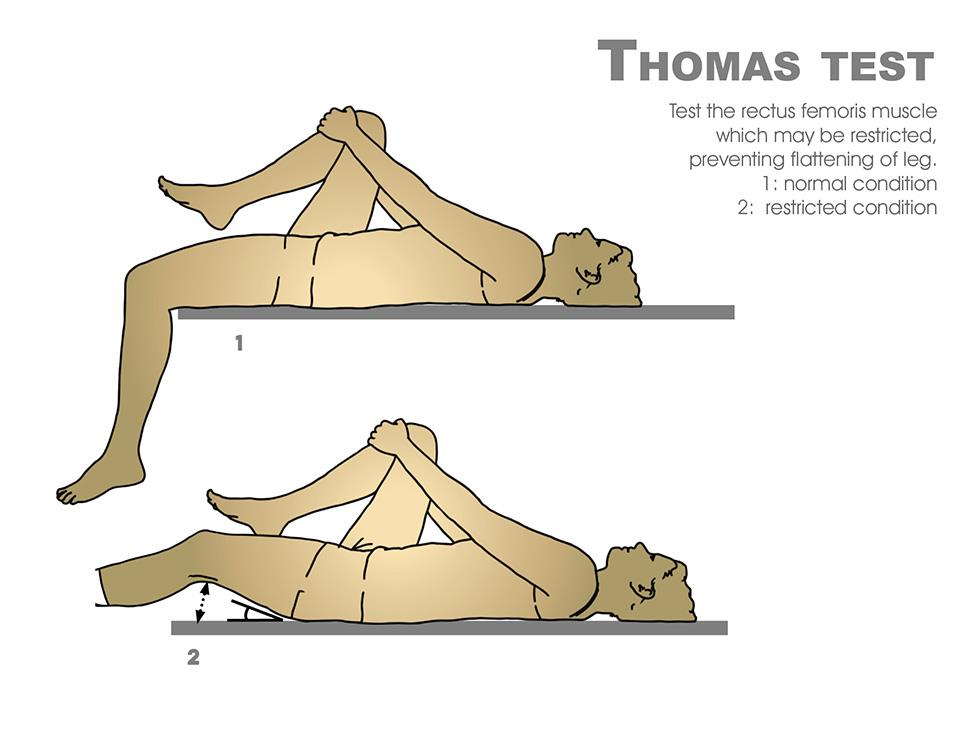 THOMAS TEST
Test the rectus femoris muscle
which may be restricted,
preventing flattening of leg.
1: normal condition
2: restricted condition
1
2